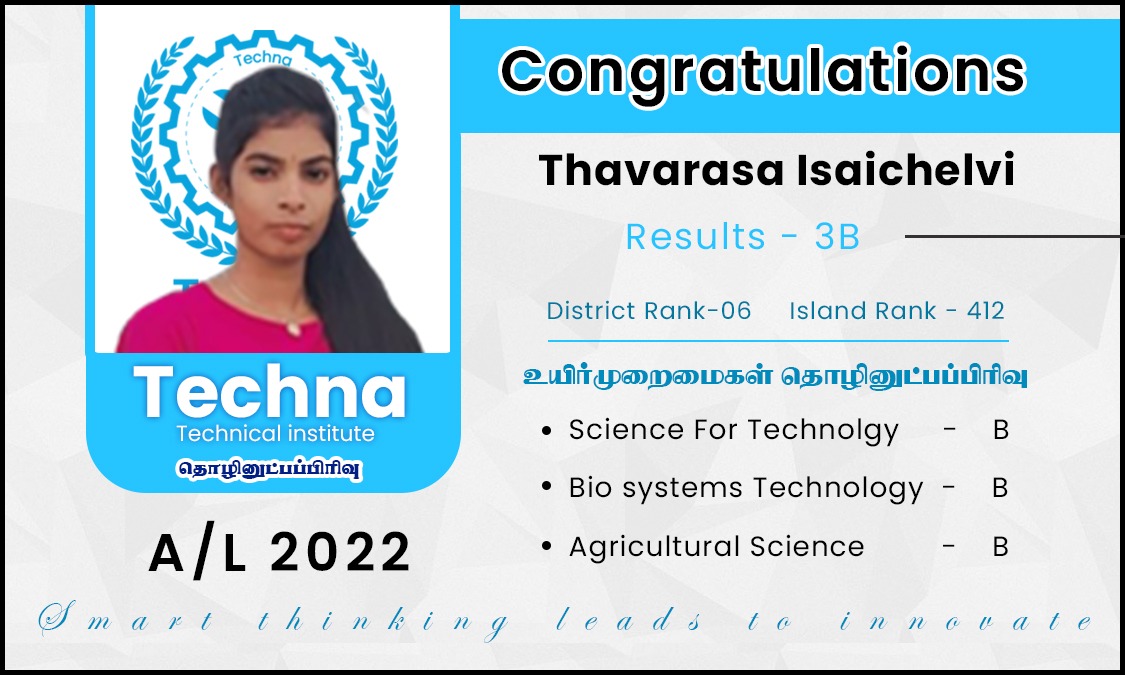 Techna
Congratulations
Thavarasa Isaichelvi
Results - 3B
District Rank-06 Island Rank - 412
உயிர்முறைமைகள் தொழினுட்பப்பிரிவு
• Science For Technolgy - B
• Bio systems Technology - B
• Agricultural Science - B
Techna
Technical institute
தொழினுட்பப்பிரிவு
A/L 2022
Smart thinking leads to innovate